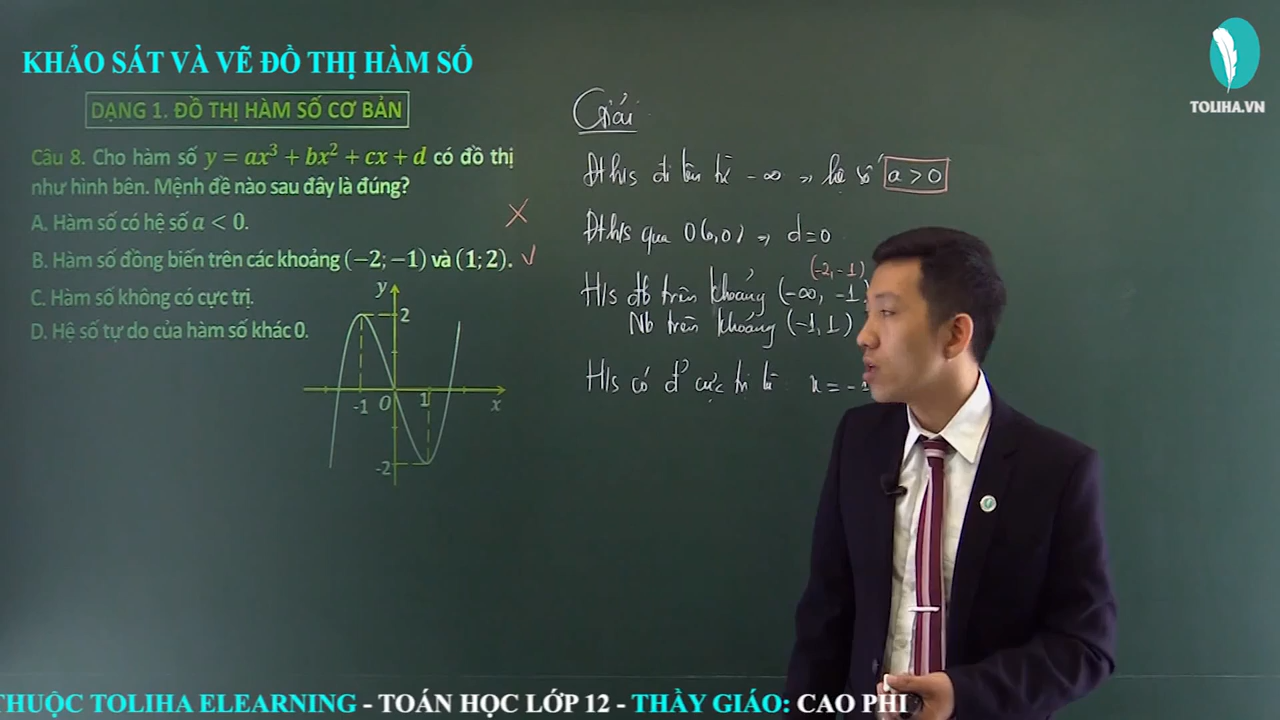 KHẢO SÁT VÀ VẼ ĐỒ THỊ HÀM SỐ
TOLIHA.VN
DẠNG 1. ĐỒ THỊ HÀM SỐ CƠ BẢN
Câu 8. Cho hàm số y = ax³ + bx² + cx + d có đồ thị
như hình bên. Mệnh đề nào sau đây là đúng?
A. Hàm số có hệ số a < 0.
B. Hàm số đồng biến trên các khoảng (−2; −1) và (1; 2).
C. Hàm số không có cực trị.
D. Hệ số tự do của hàm số khác 0.
y
2
-1 O 1 x
-2
Giải
Đths đi lên từ −∞ => hệ số a > 0
Đths qua O(0,0) => d=0
(-2,-1)
H/s đb trên khoảng (−∞, −1)
Nb trên khoảng (−1, 1)
H/s có đ' cực trị là: x = −1
THUỘC TOLIHA ELEARNING - TOÁN HỌC LỚP 12 - THẦY GIÁO: CAO PHI